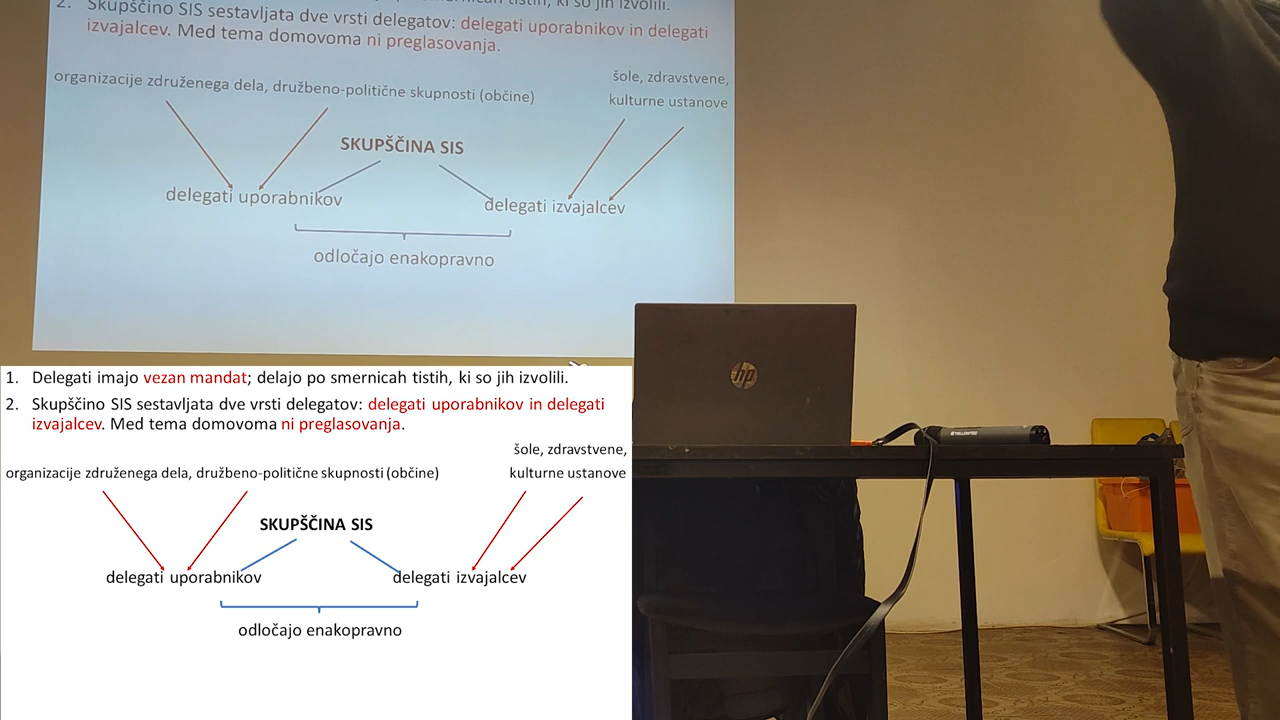 2. Skupščino SIS sestavljata dve vrsti delegatov: delegati uporabnikov in delegati
izvajalcev. Med tema domovoma ni preglasovanja.
organizacije združenega dela, družbeno-politične skupnosti (občine)
šole, zdravstvene,
kulturne ustanove
SKUPŠČINA SIS
delegati uporabnikov
delegati izvajalcev
odločajo enakopravno
hp
1. Delegati imajo vezan mandat; delajo po smernicah tistih, ki so jih izvolili.
2. Skupščino SIS sestavljata dve vrsti delegatov: delegati uporabnikov in delegati
izvajalcev. Med tema domovoma ni preglasovanja.
šole, zdravstvene,
organizacije združenega dela, družbeno-politične skupnosti (občine)
kulturne ustanove
SKUPŠČINA SIS
delegati uporabnikov
delegati izvajalcev
odločajo enakopravno